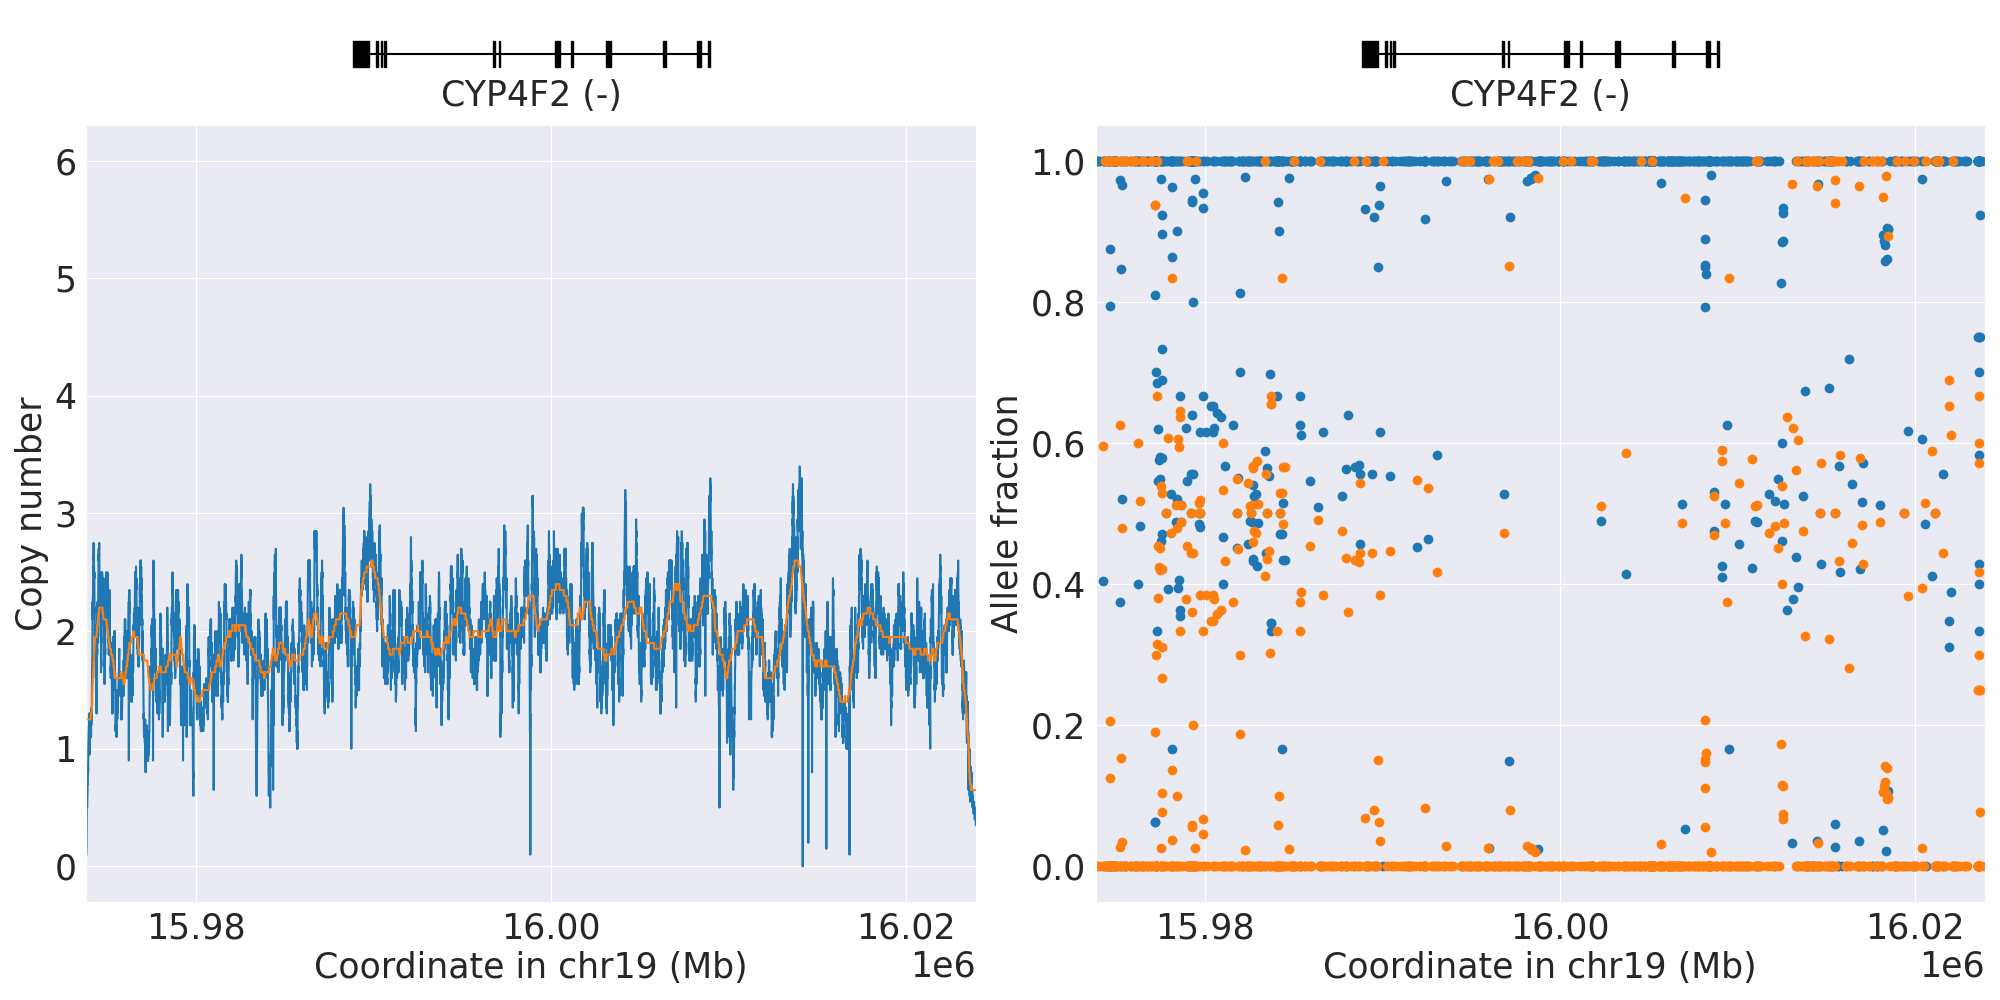 CYP4F2 (-)
Copy number
6
5
4
3
2
1
0
15.98
16.00
16.02
Coordinate in chr19 (Mb)
1e6
CYP4F2 (-)
Allele fraction
1.0
0.8
0.6
0.4
0.2
0.0
15.98
16.00
16.02
Coordinate in chr19 (Mb)
1e6